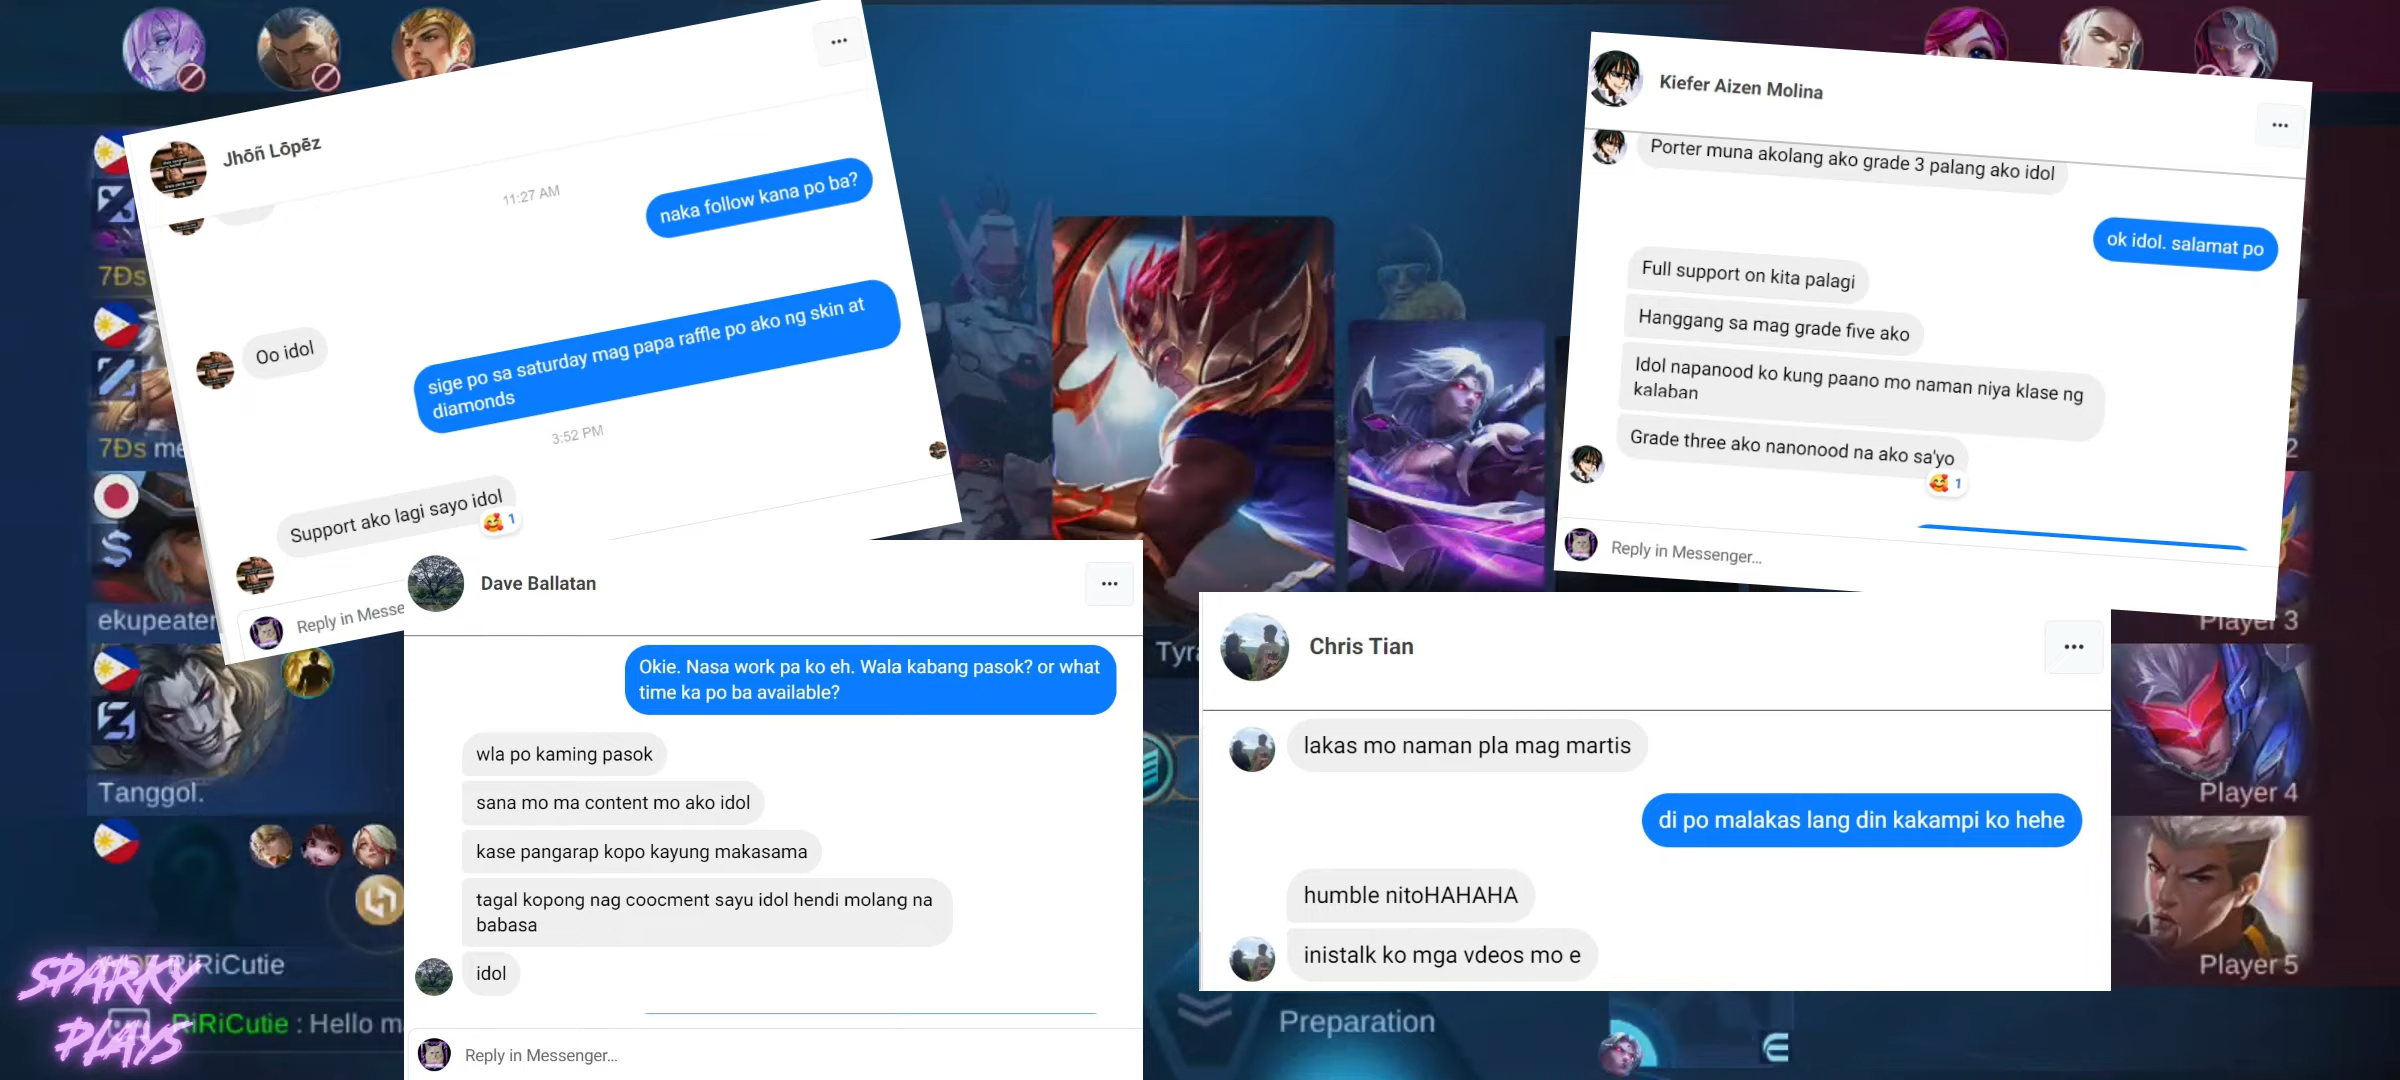 Jhōñ Lōpēz
...
11:27 AM
naka follow kana po ba?
Oo idol
sige po sa saturday mag papa raffle po ako ng skin at
diamonds
3:52 PM
Support ako lagi sayo idol
1
Reply in Messe
Kiefer Aizen Molina
...
Porter muna akolang ako grade 3 palang ako idol
ok idol. salamat po
Full support on kita palagi
Hanggang sa mag grade five ako
Idol napanood ko kung paano mo naman niya klase ng
kalaban
Grade three ako nanonood na ako sa'yo
1
Reply in Messenger...
Dave Ballatan
...
Okie. Nasa work pa ko eh. Wala kabang pasok? or what
time ka po ba available?
wla po kaming pasok
sana mo ma content mo ako idol
kase pangarap kopo kayung makasama
tagal kopong nag coocment sayu idol hendi molang na
babasa
idol
Reply in Messenger...
Chris Tian
...
lakas mo naman pla mag martis
di po malakas lang din kakampi ko hehe
humble nitoHAHAHA
inistalk ko mga vdeos mo e
7Ðs
7Ðs me
ekupeater
Tanggol.
RiRiCutie
RiRiCutie : Hello m
SPARKY
PLAYS
Tyr
Preparation
2
Player 3
Player 4
Player 5